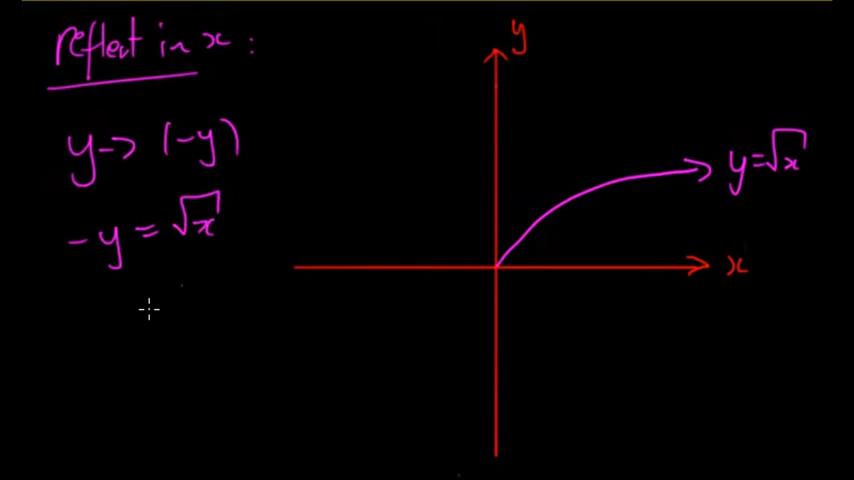 reflect in x :
y -> (-y)
-y = √x
y
y=√x
x